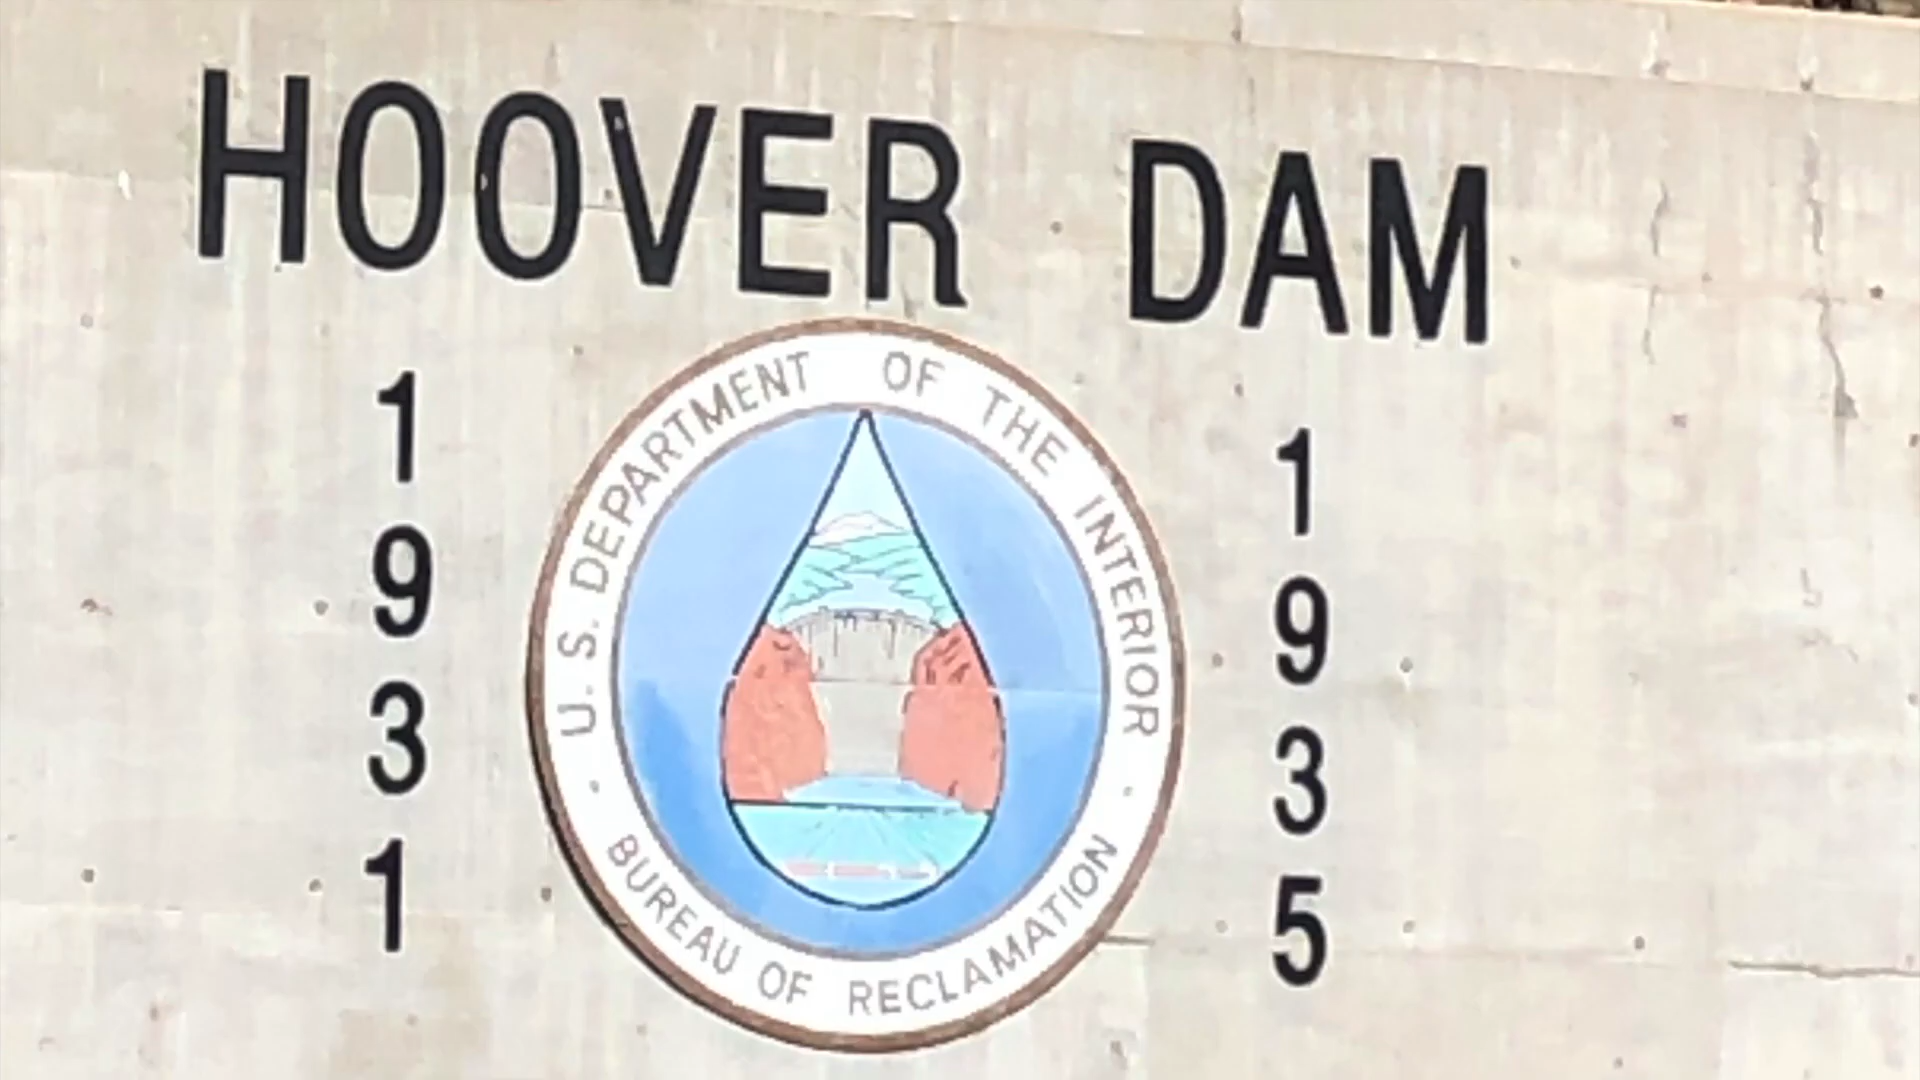 HOOVER DAM
1931
1935
U.S. DEPARTMENT OF THE INTERIOR
BUREAU OF RECLAMATION